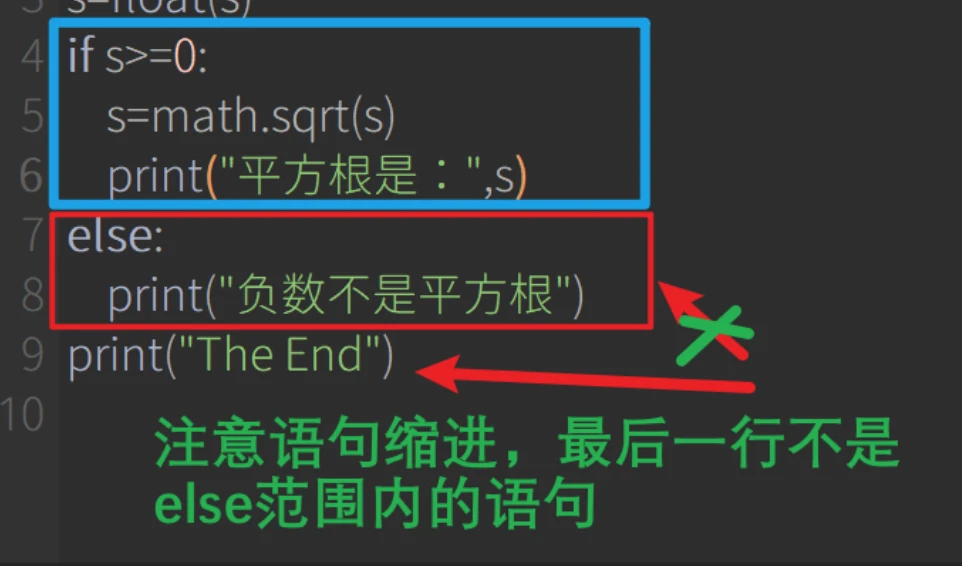 3 s=float(s)
4 if s>=0:
5 s=math.sqrt(s)
6 print("平方根是：",s)
7 else:
8 print("负数不是平方根")
9 print("The End")
10
注意语句缩进，最后一行不是
else范围内的语句